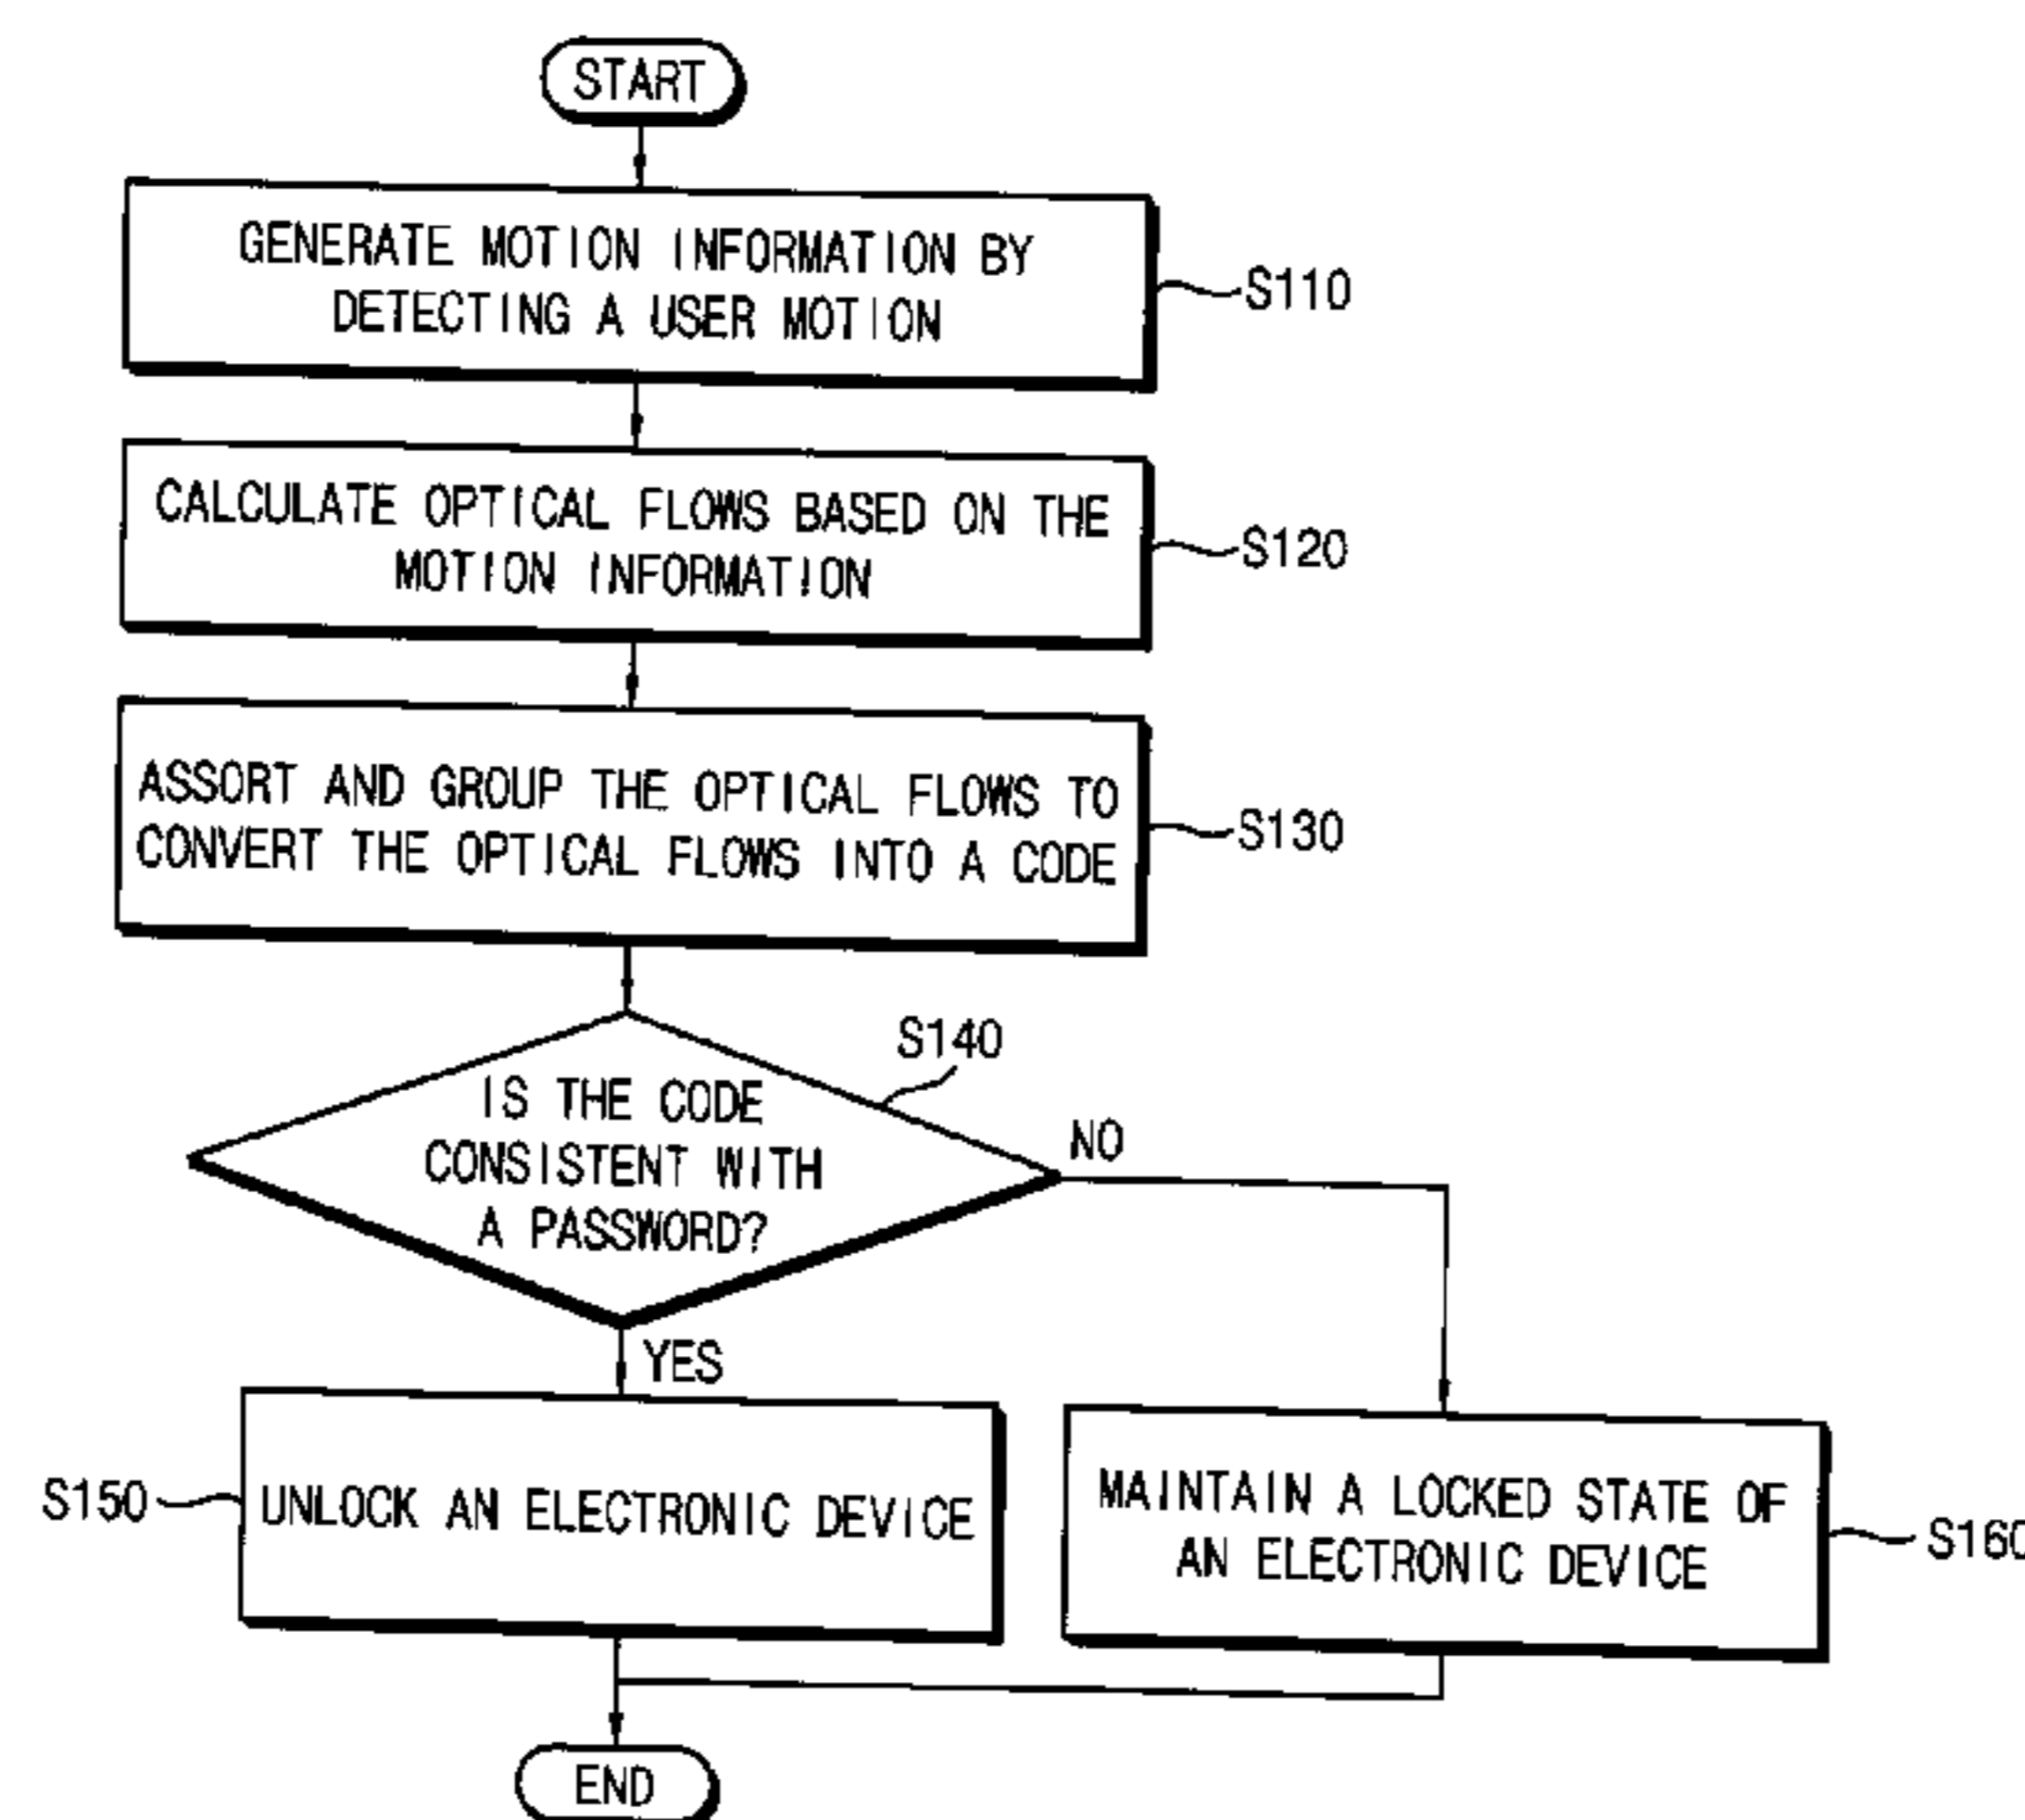 START
GENERATE MOTION INFORMATION BY
DETECTING A USER MOTION
S110
CALCULATE OPTICAL FLOWS BASED ON THE
MOTION INFORMATION
S120
ASSORT AND GROUP THE OPTICAL FLOWS TO
CONVERT THE OPTICAL FLOWS INTO A CODE
S130
S140
IS THE CODE
CONSISTENT WITH
A PASSWORD?
NO
YES
S150
UNLOCK AN ELECTRONIC DEVICE
MAINTAIN A LOCKED STATE OF
AN ELECTRONIC DEVICE
S160
END